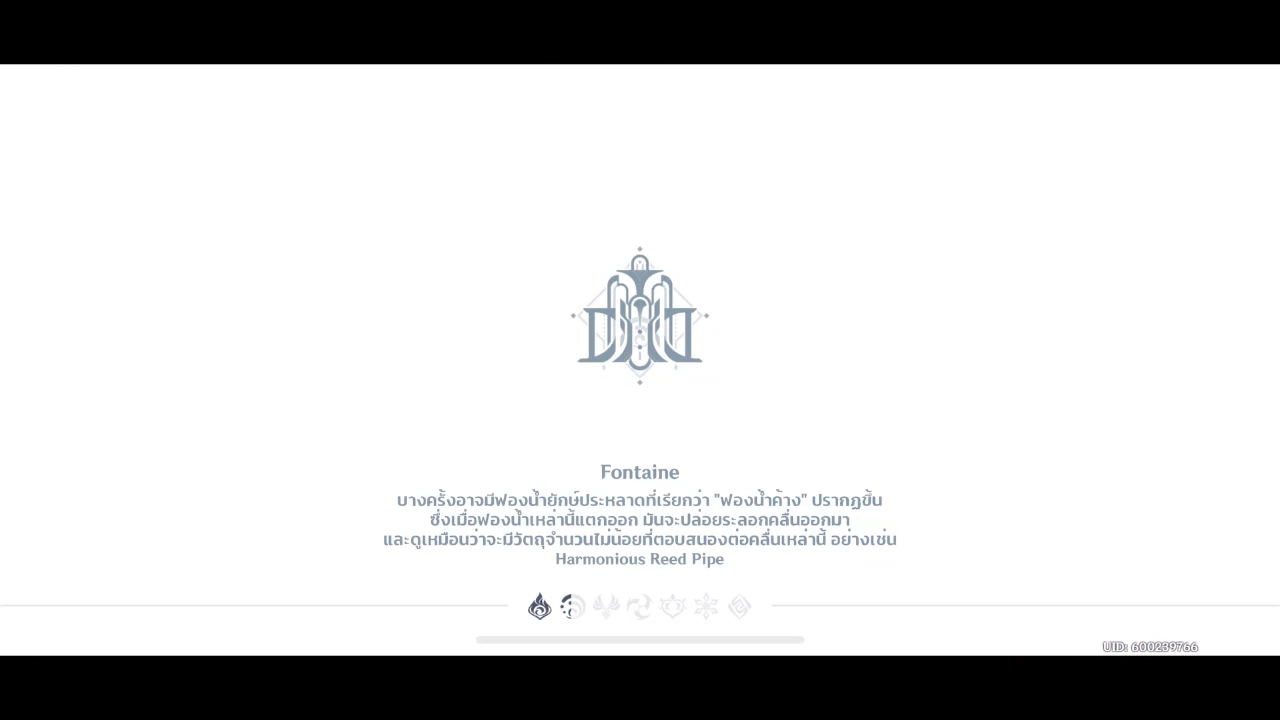 Fontaine
บางครั้งอาจมีฟองน้ำยักษ์ประหลาดที่เรียกว่า "ฟองน้ำค้าง" ปรากฏขึ้น
ซึ่งเมื่อฟองน้ำเหล่านี้แตกออก มันจะปล่อยระลอกคลื่นออกมา
และดูเหมือนว่าจะมีวัตถุจำนวนไม่น้อยที่ตอบสนองต่อคลื่นเหล่านี้ อย่างเช่น
Harmonious Reed Pipe
UID: 600239766